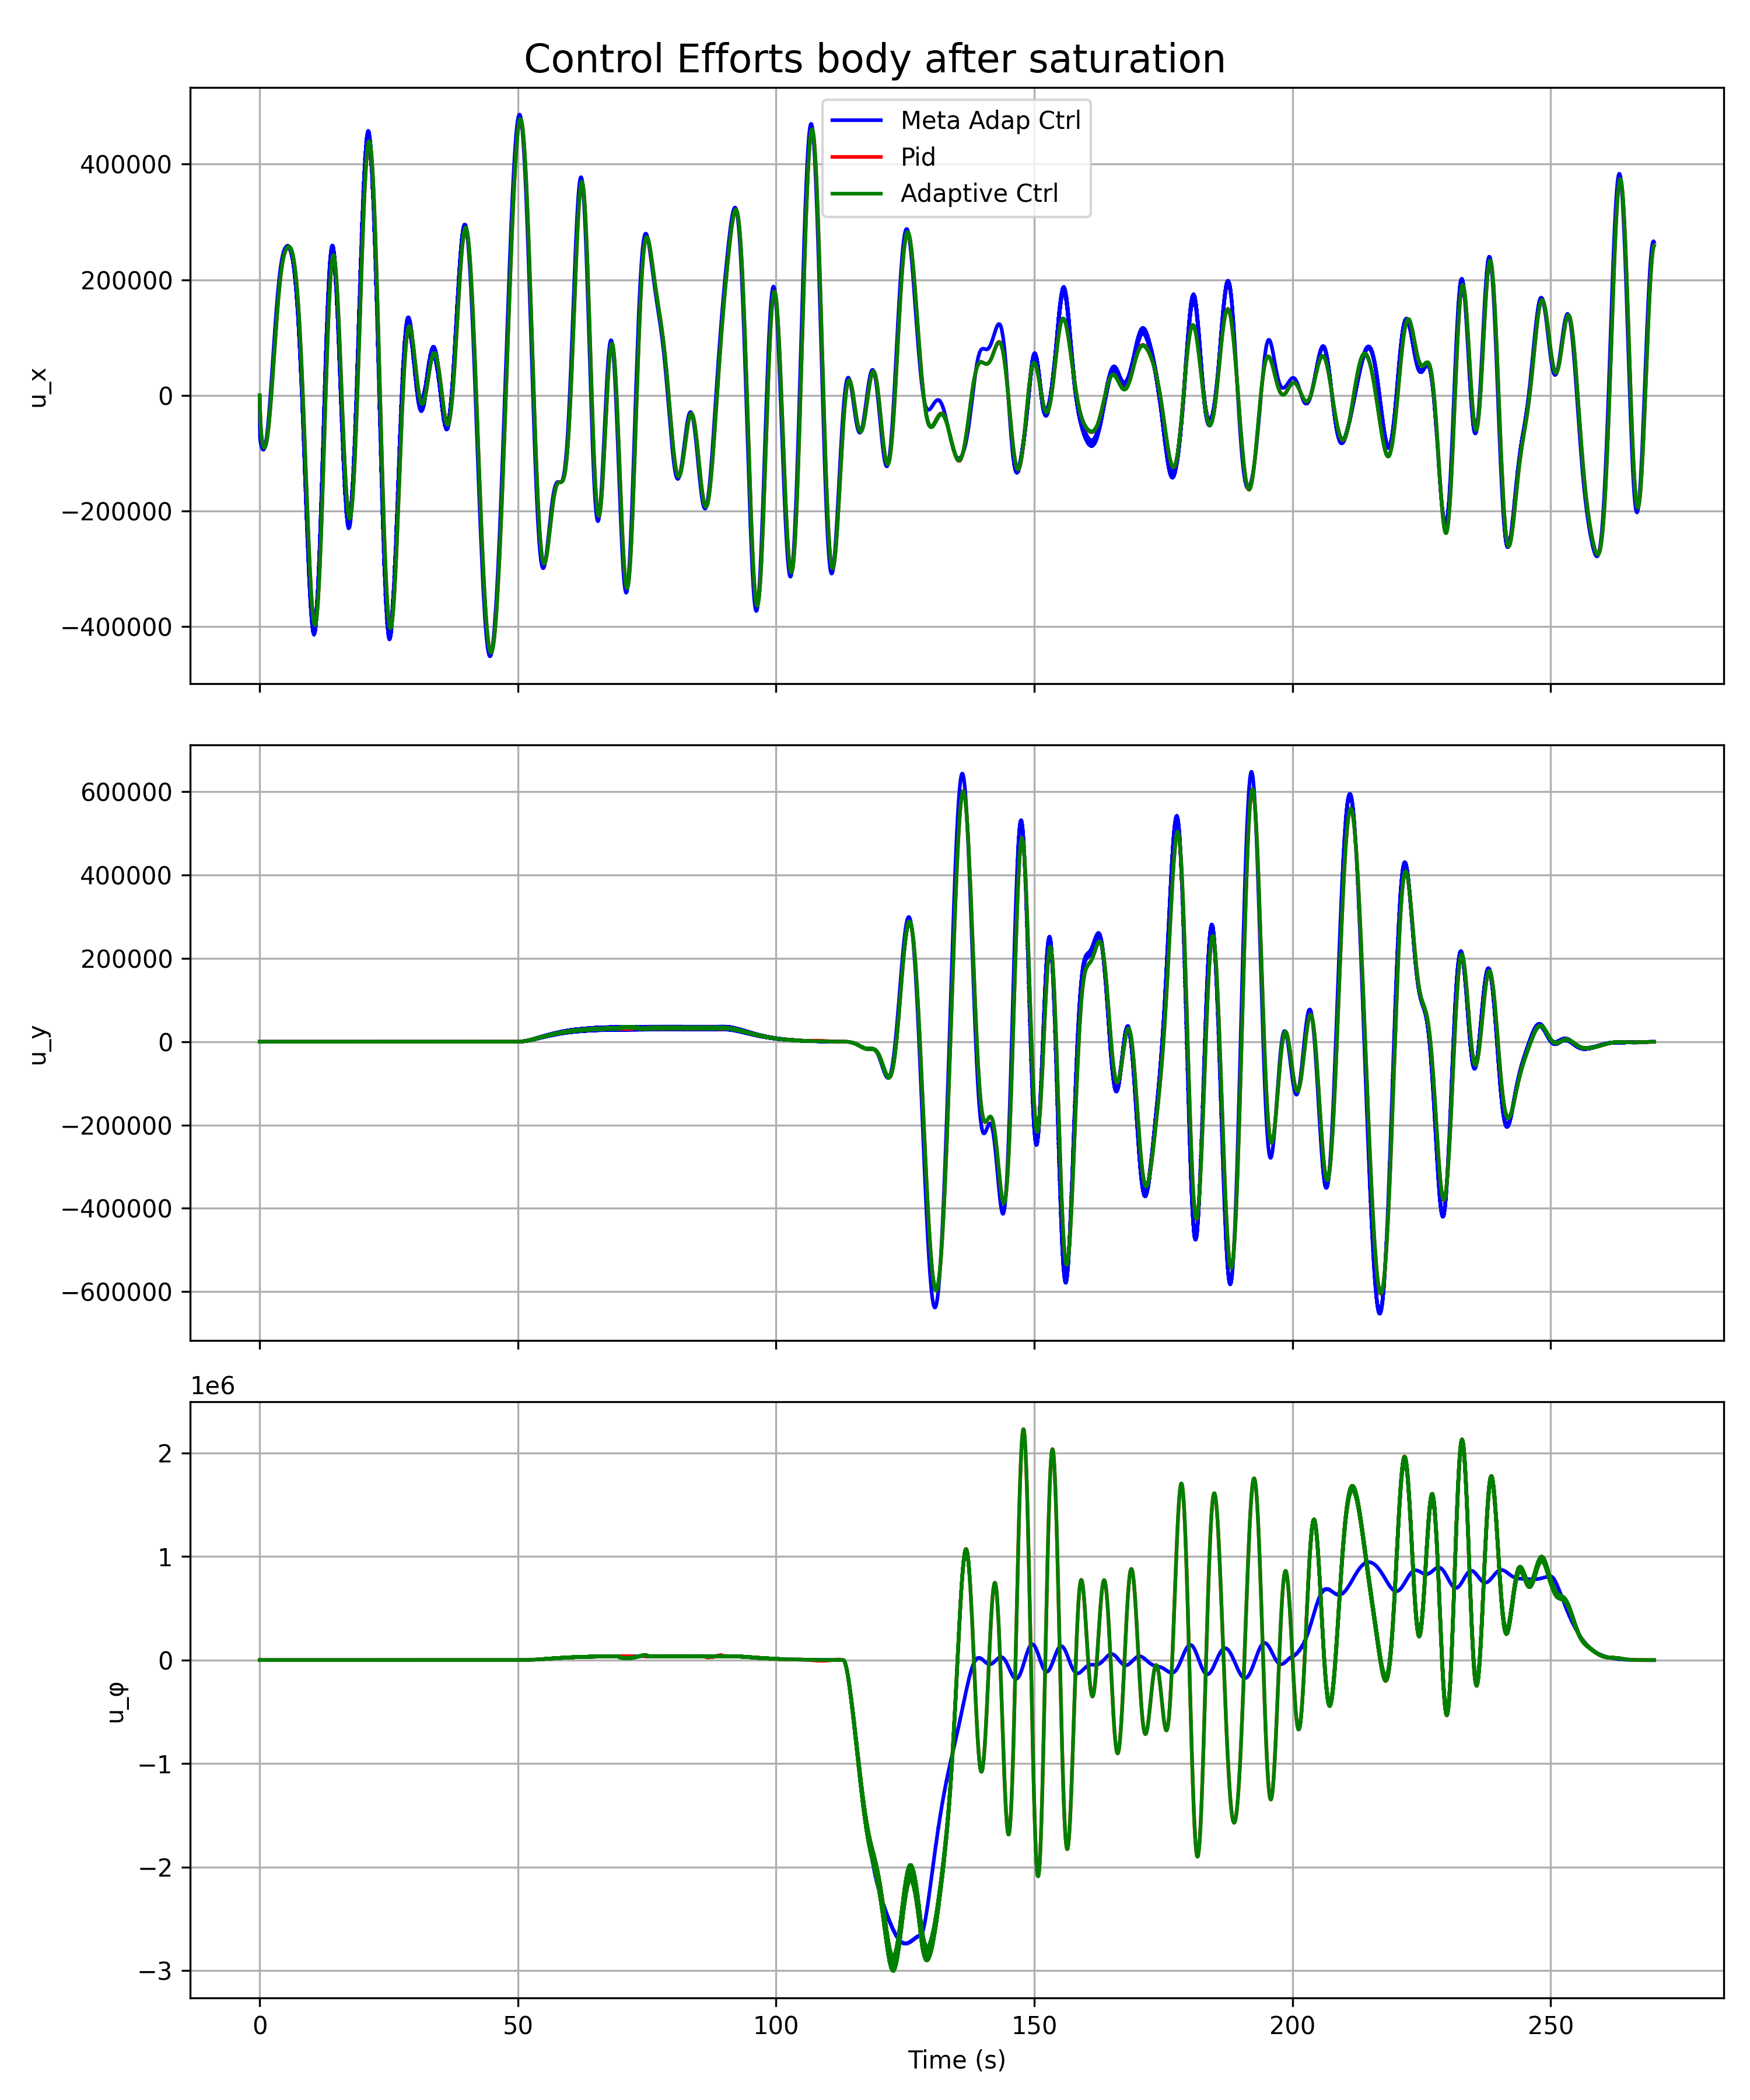 Control Efforts body after saturation
Meta Adap Ctrl
Pid
Adaptive Ctrl
400000
200000
0
−200000
−400000
u_x
600000
400000
200000
0
−200000
−400000
−600000
u_y
1e6
2
1
0
−1
−2
−3
u_φ
0 50 100 150 200 250
Time (s)